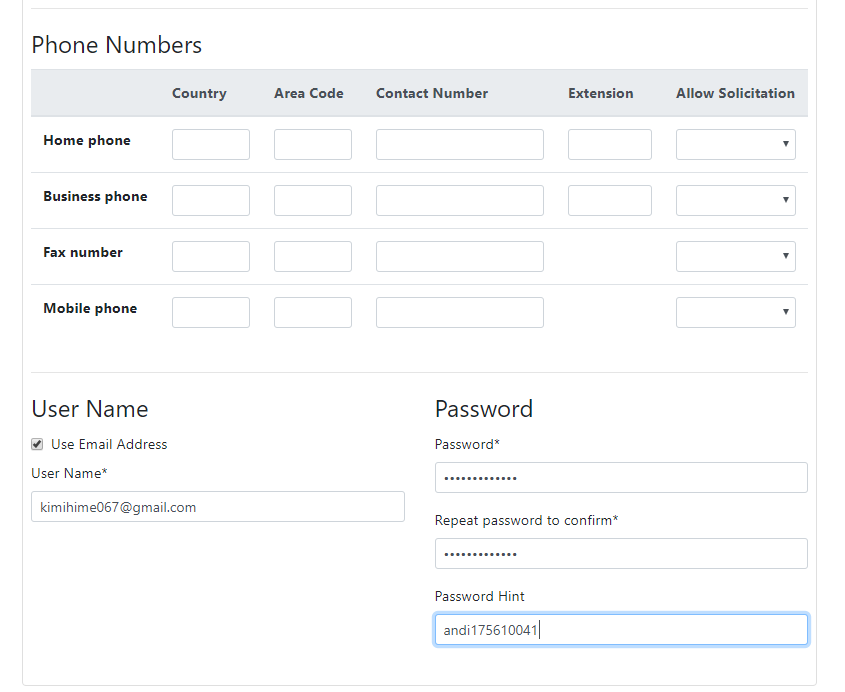 Phone Numbers
Country Area Code Contact Number Extension Allow Solicitation
Home phone
Business phone
Fax number
Mobile phone
User Name
Use Email Address
User Name*
kimihime067@gmail.com
Password
Password*
•••••••••••••
Repeat password to confirm*
•••••••••••••
Password Hint
andi175610041